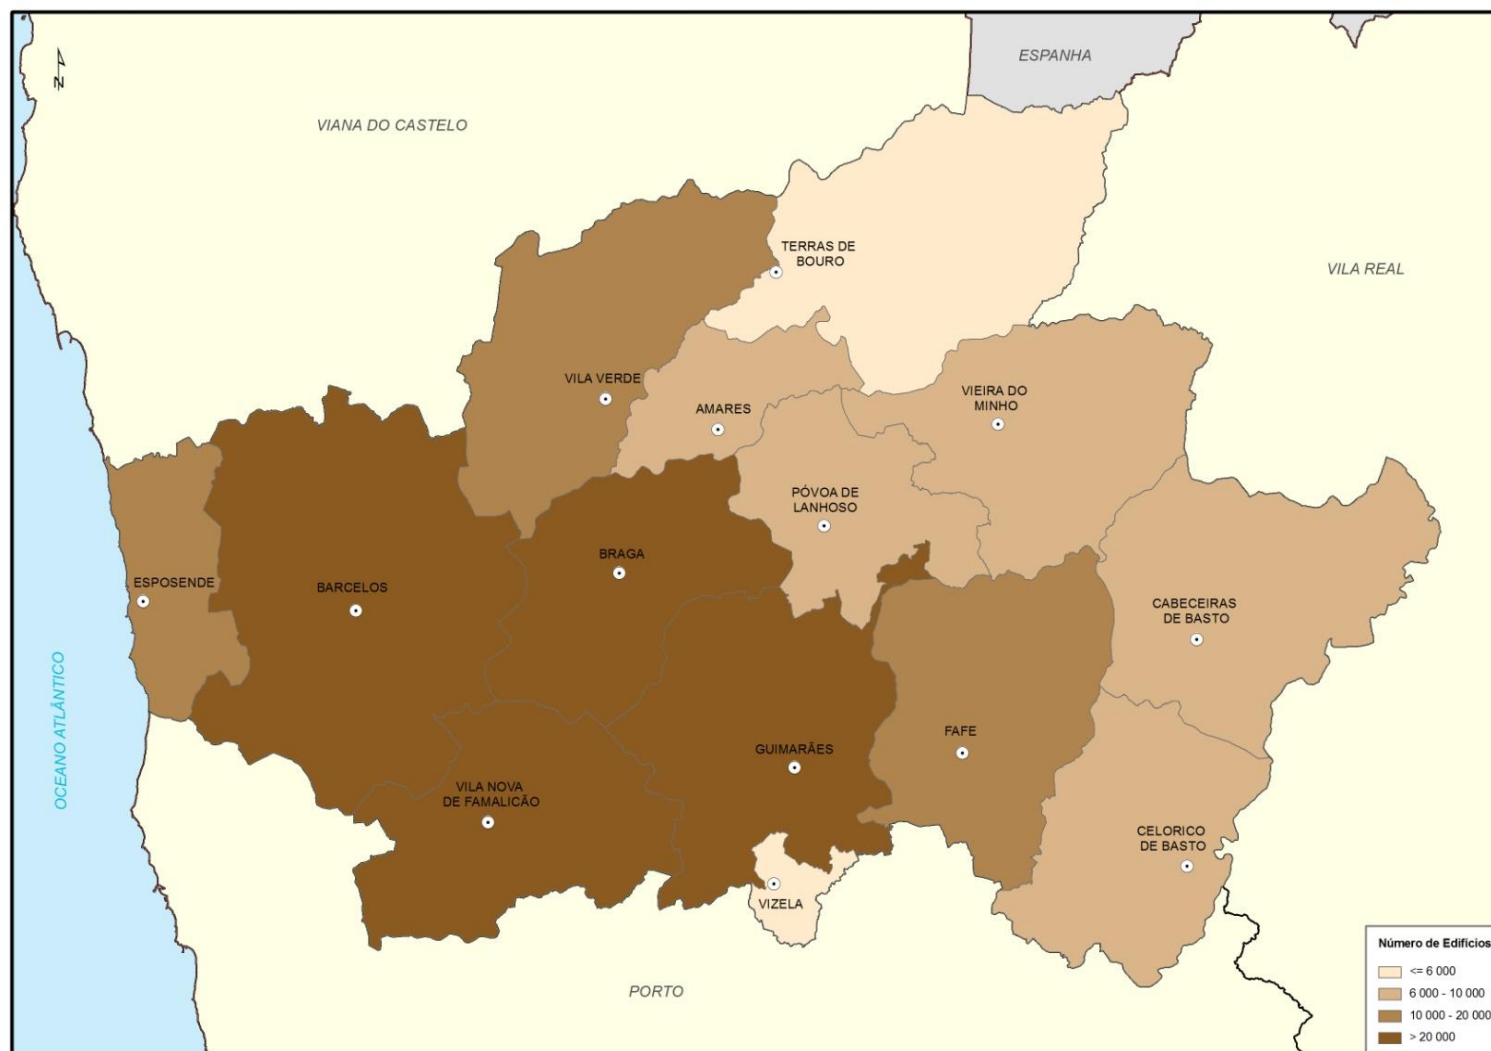 ESPANHA
VIANA DO CASTELO
N
TERRAS DE
BOURO
VILA REAL
VILA VERDE
VIEIRA DO
MINHO
AMARES
PÓVOA DE
LANHOSO
BRAGA
ESPOSENDE
BARCELOS
CABECEIRAS
DE BASTO
OCEANO ATLÂNTICO
FAFE
GUIMARÃES
VILA NOVA
DE FAMALICÃO
CELORICO
DE BASTO
VIZELA
PORTO
Número de Edifícios
<= 6 000
6 000 - 10 000
10 000 - 20 000
> 20 000